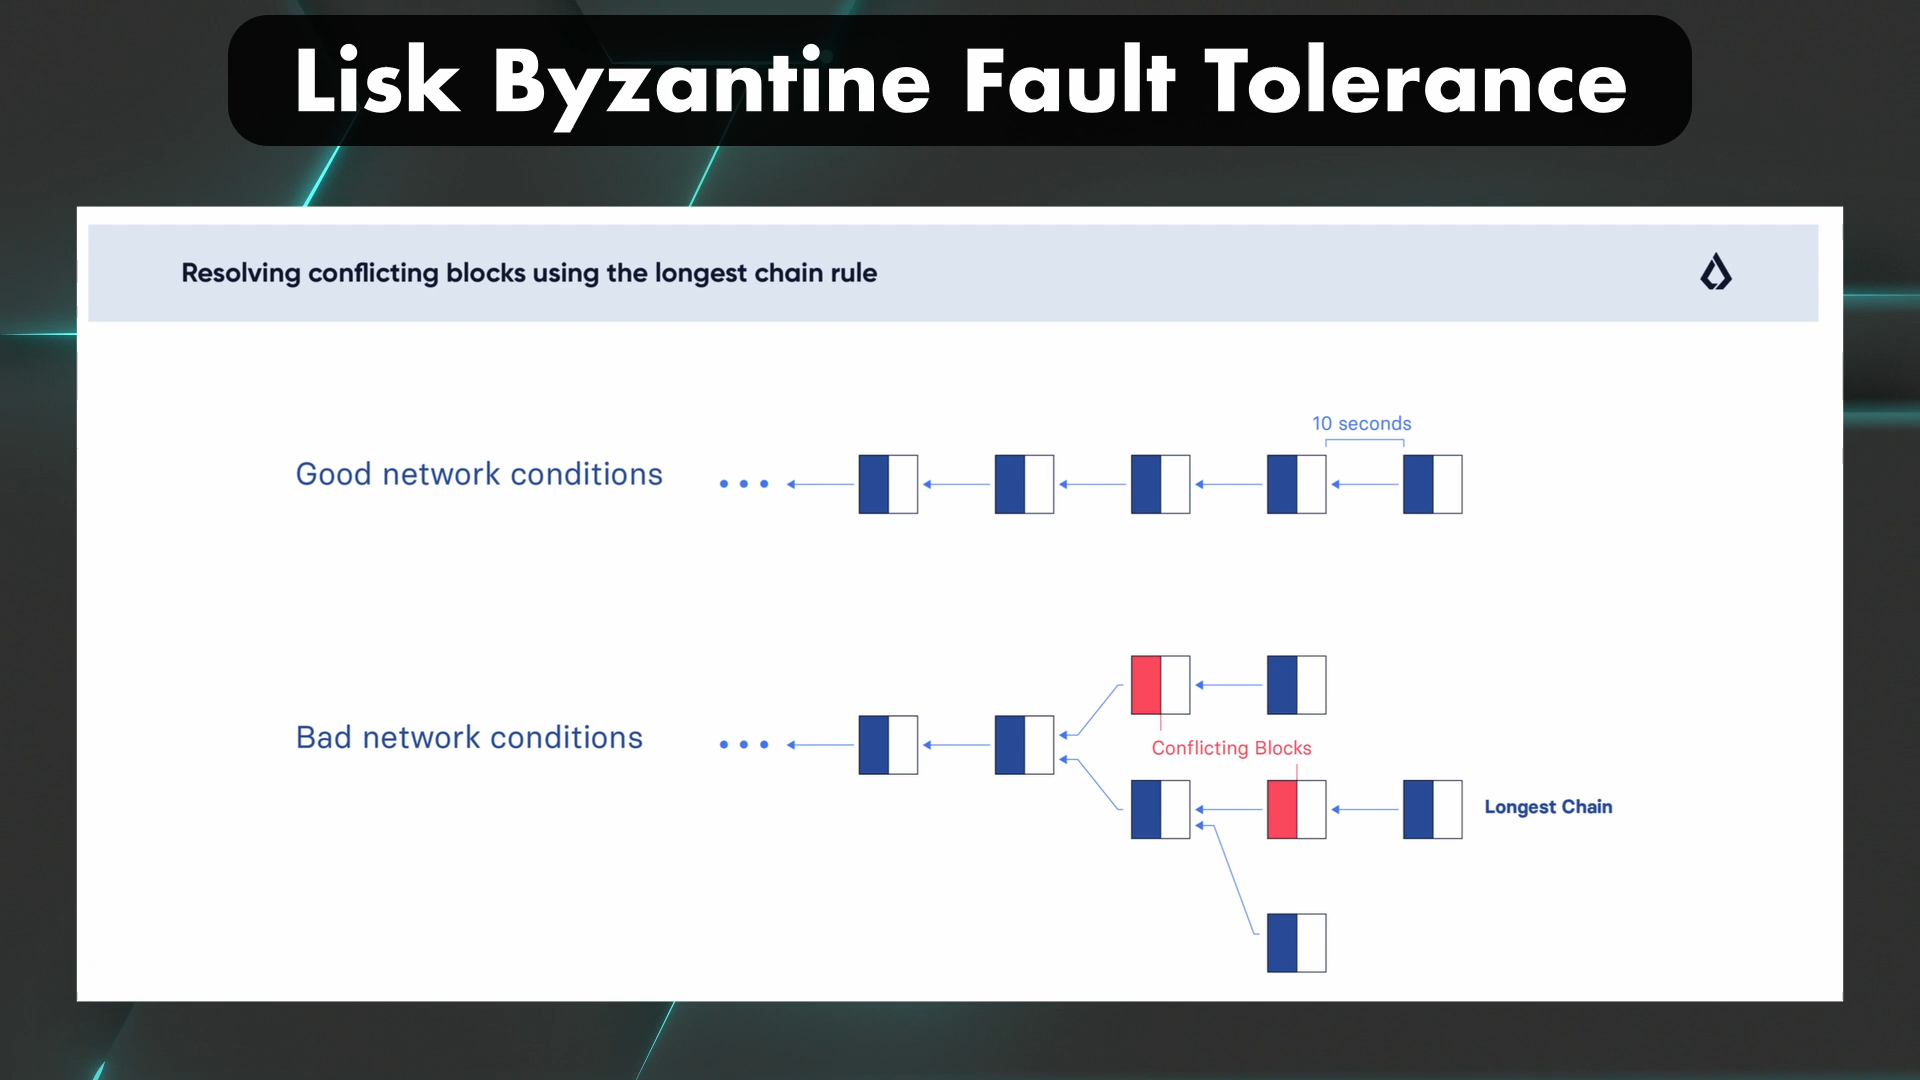 Lisk Byzantine Fault Tolerance
Resolving conflicting blocks using the longest chain rule
10 seconds
Good network conditions
Bad network conditions
Conflicting Blocks
Longest Chain